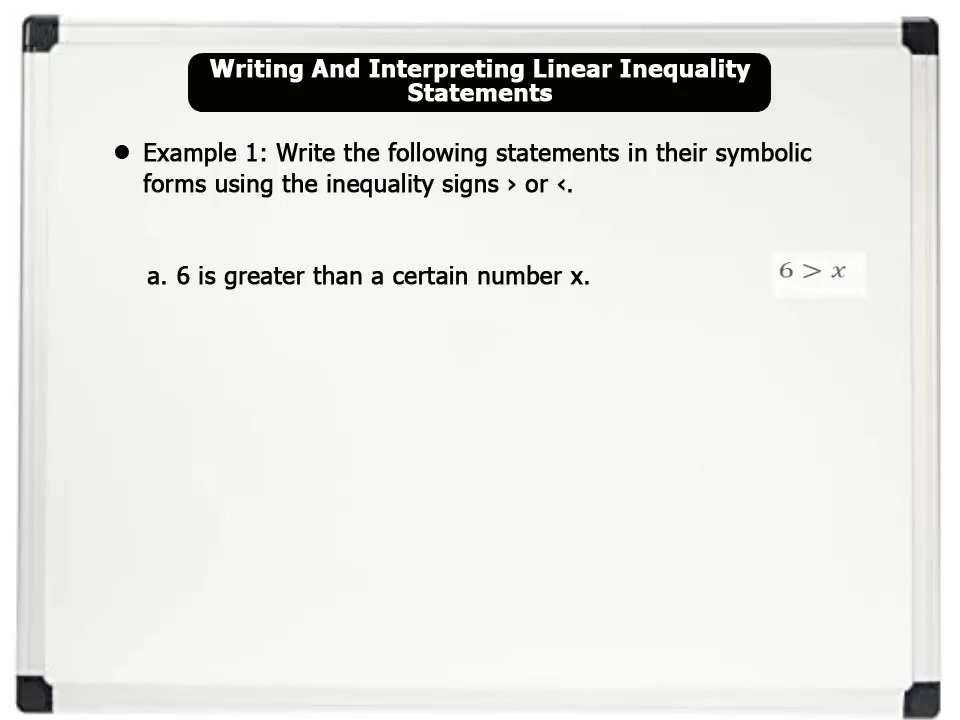 Writing And Interpreting Linear Inequality
Statements
● Example 1: Write the following statements in their symbolic
forms using the inequality signs › or ‹.
a. 6 is greater than a certain number x.
6 > x